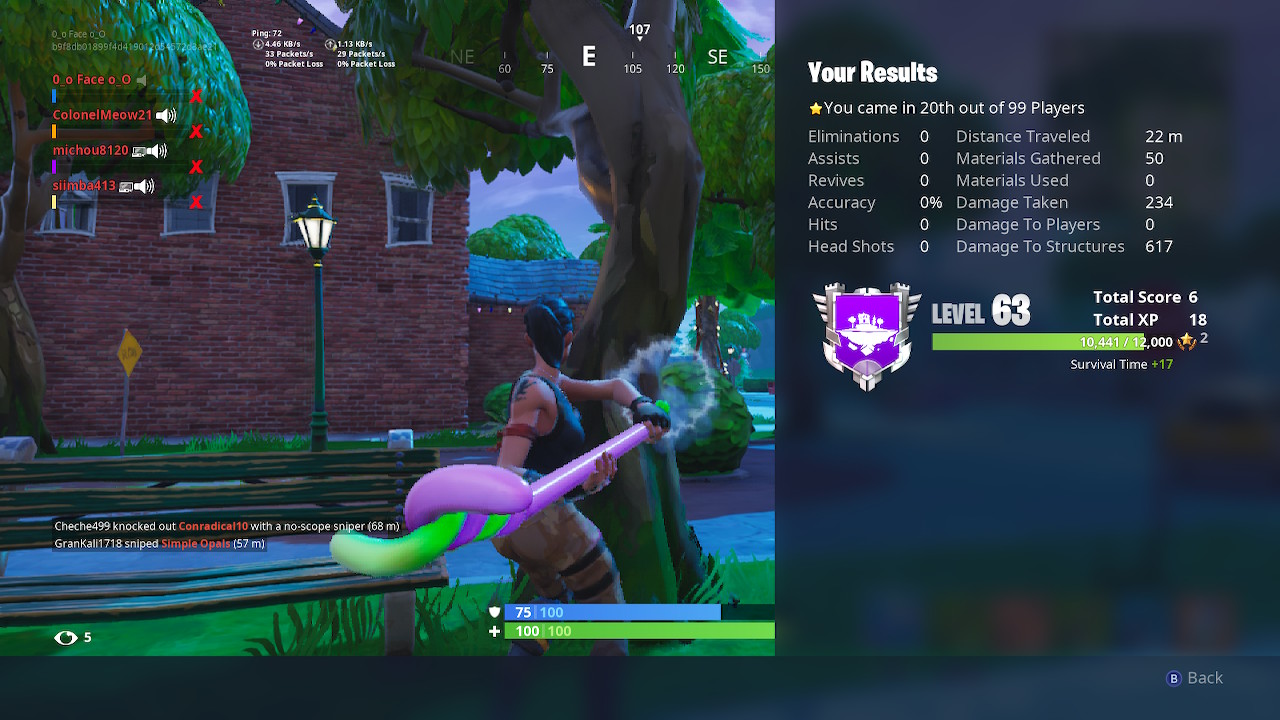 0_o Face o_O
Ping: 72
4.46 KB/s 1.13 KB/s
33 Packets/s 29 Packets/s
0% Packet Loss 0% Packet Loss
107
NE 60 75 E 105 120 SE 150
0_o Face o_O
X
ColonelMeow21
X
michou8120
X
siimba413
X
Cheche499 knocked out Conradical10 with a no-scope sniper (68 m)
GranKali1718 sniped Simple Opals (57 m)
5
75 | 100
100 | 100
Your Results
You came in 20th out of 99 Players
Eliminations 0 Distance Traveled 22 m
Assists 0 Materials Gathered 50
Revives 0 Materials Used 0
Accuracy 0% Damage Taken 234
Hits 0 Damage To Players 0
Head Shots 0 Damage To Structures 617
LEVEL 63
Total Score 6
Total XP 18
10,441 / 12,000 2
Survival Time +17
B Back